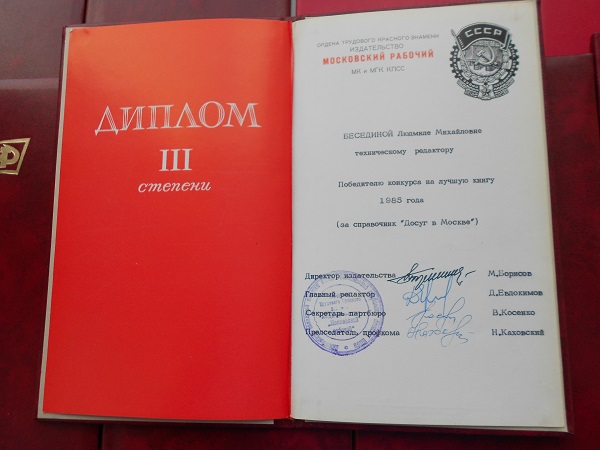 ДИПЛОМ
III
степени
ОРДЕНА ТРУДОВОГО КРАСНОГО ЗНАМЕНИ
ИЗДАТЕЛЬСТВО
МОСКОВСКИЙ РАБОЧИЙ
МК и МГК КПСС
СССР
БЕСЕДИНОЙ Людмиле Михайловне
техническому редактору
Победителю конкурса на лучшую книгу
1985 года
(за справочник "Досуг в Москве")
Директор издательства М.Борисов
Главный редактор Д.Евдокимов
Секретарь партбюро В.Косенко
Председатель профкома Н.Каховский